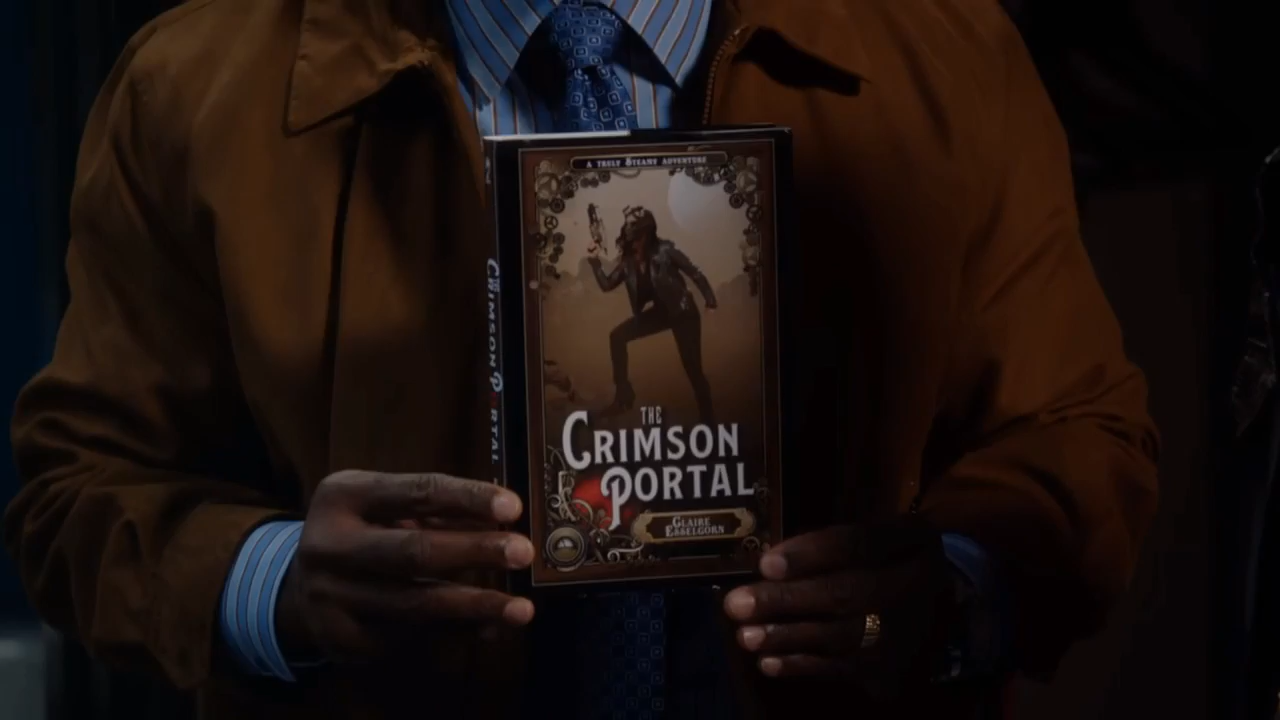 A TRULY STEAMY ADVENTURE
THE
CRIMSON
PORTAL
CLAIRE
ESSELGORN
THE CRIMSON PORTAL